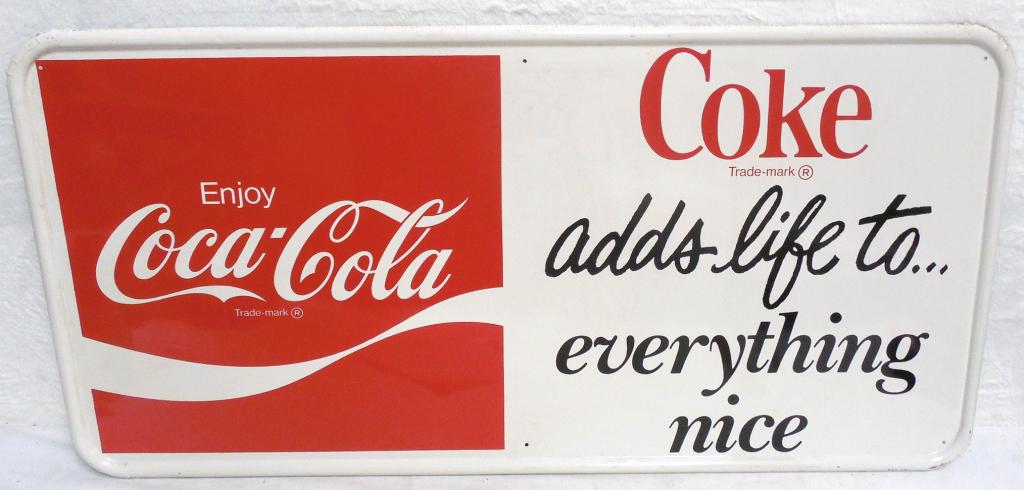 Enjoy
Coca-Cola
Trade-mark ®
Coke
Trade-mark ®
adds life to...
everything
nice